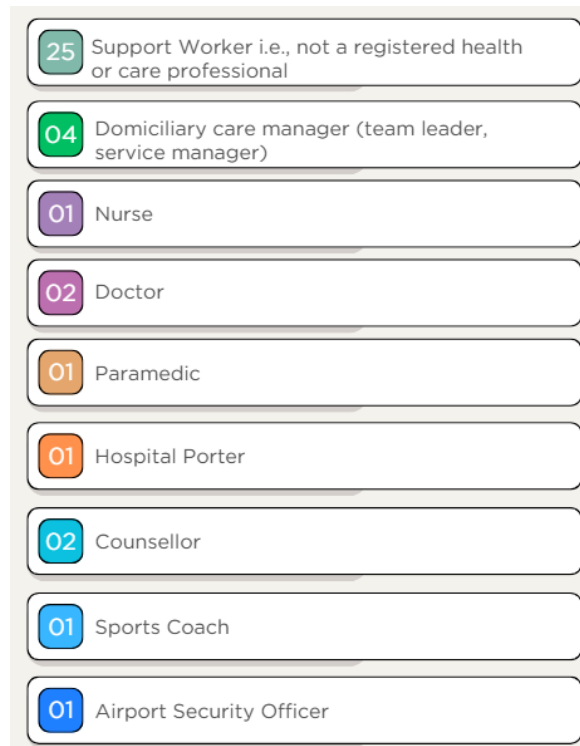 25 Support Worker i.e., not a registered health
or care professional
04 Domiciliary care manager (team leader,
service manager)
01 Nurse
02 Doctor
01 Paramedic
01 Hospital Porter
02 Counsellor
01 Sports Coach
01 Airport Security Officer